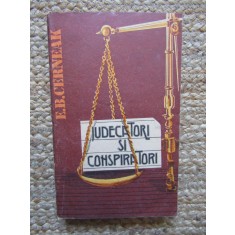 E.B. CERNEAK
JUDECĂTORI
ȘI
CONSPIRATORI